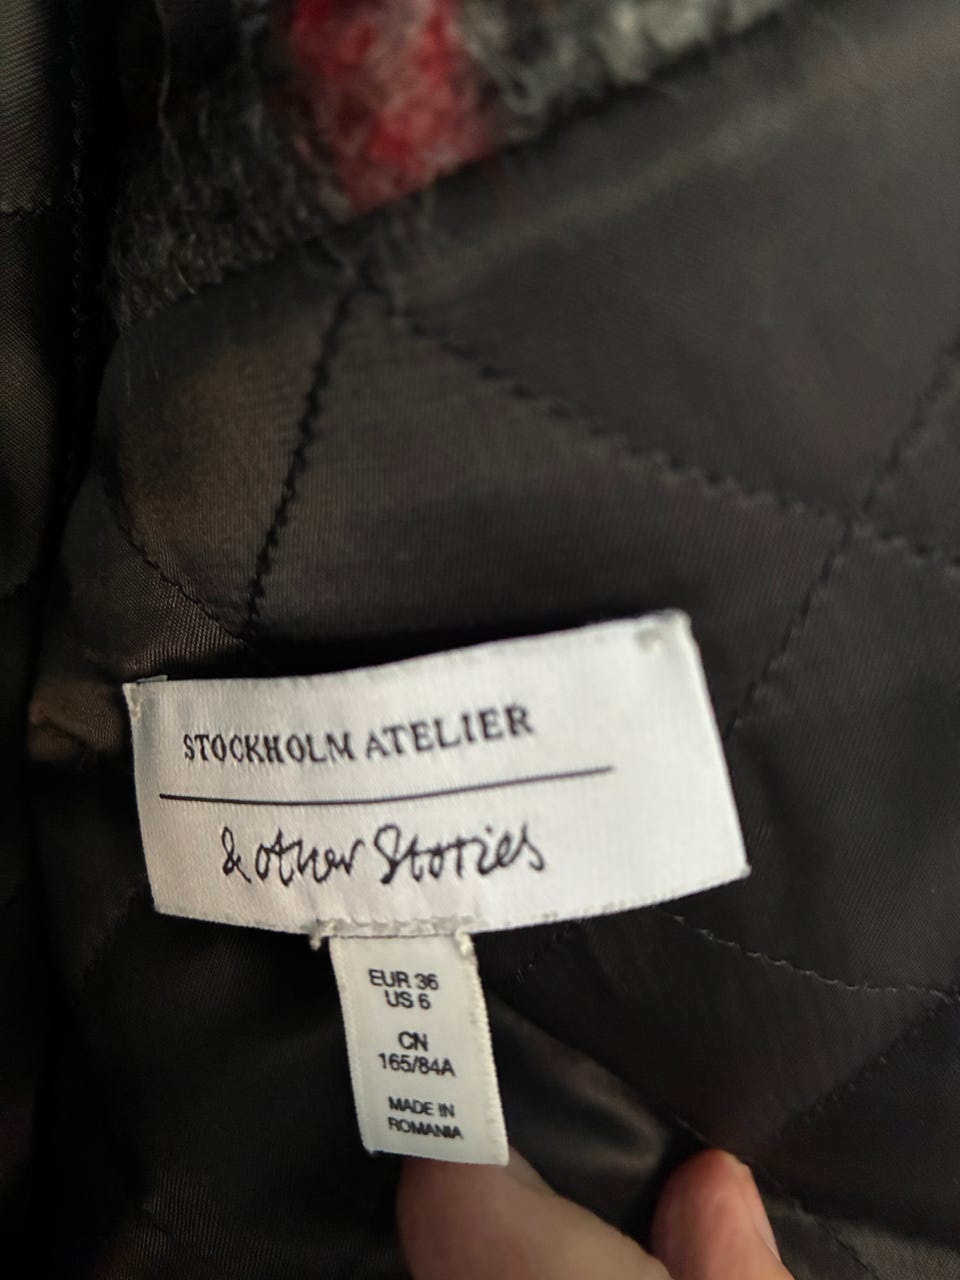 STOCKHOLM ATELIER
& other Stories
EUR 36
US 6
CN
165/84A
MADE IN
ROMANIA